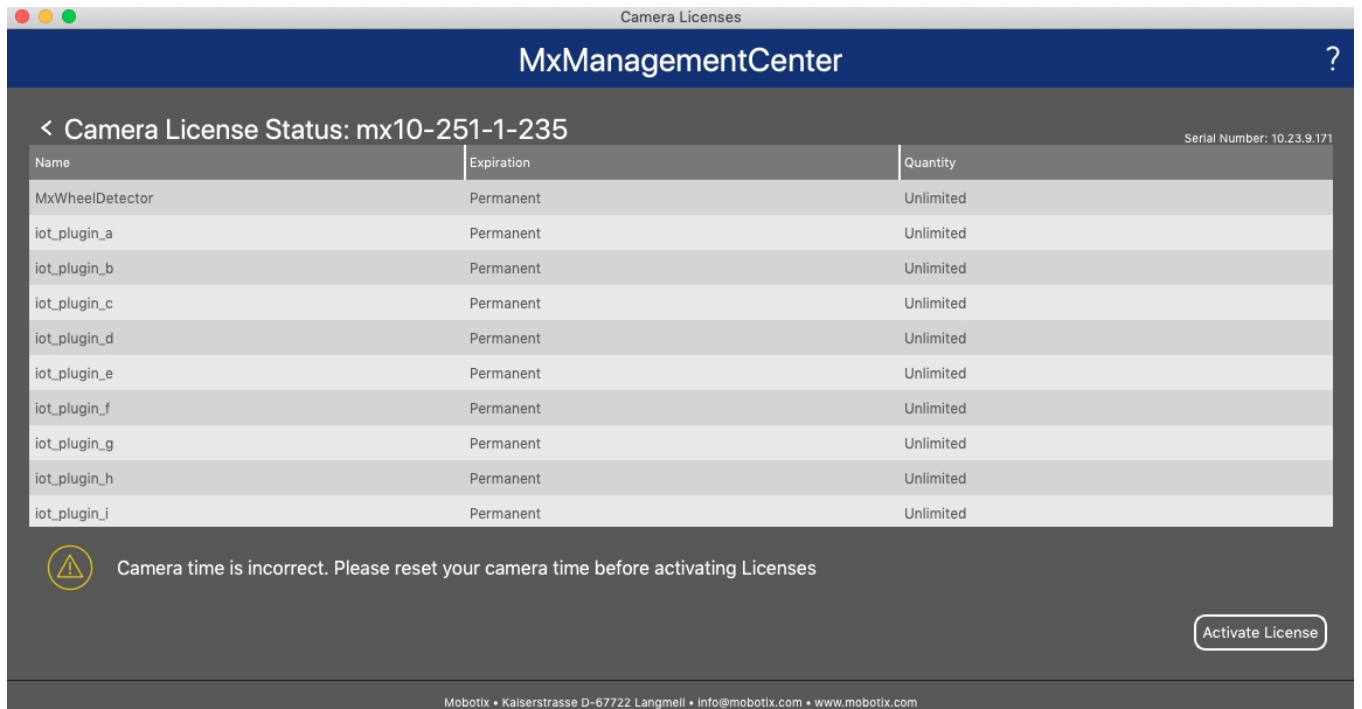 Camera Licenses
MxManagementCenter ?
< Camera License Status: mx10-251-1-235
Serial Number: 10.23.9.171
Name Expiration Quantity
MxWheelDetector Permanent Unlimited
iot_plugin_a Permanent Unlimited
iot_plugin_b Permanent Unlimited
iot_plugin_c Permanent Unlimited
iot_plugin_d Permanent Unlimited
iot_plugin_e Permanent Unlimited
iot_plugin_f Permanent Unlimited
iot_plugin_g Permanent Unlimited
iot_plugin_h Permanent Unlimited
iot_plugin_i Permanent Unlimited
Camera time is incorrect. Please reset your camera time before activating Licenses
Activate License
Mobotix • Kaiserstrasse D-67722 Langmeil • info@mobotix.com • www.mobotix.com